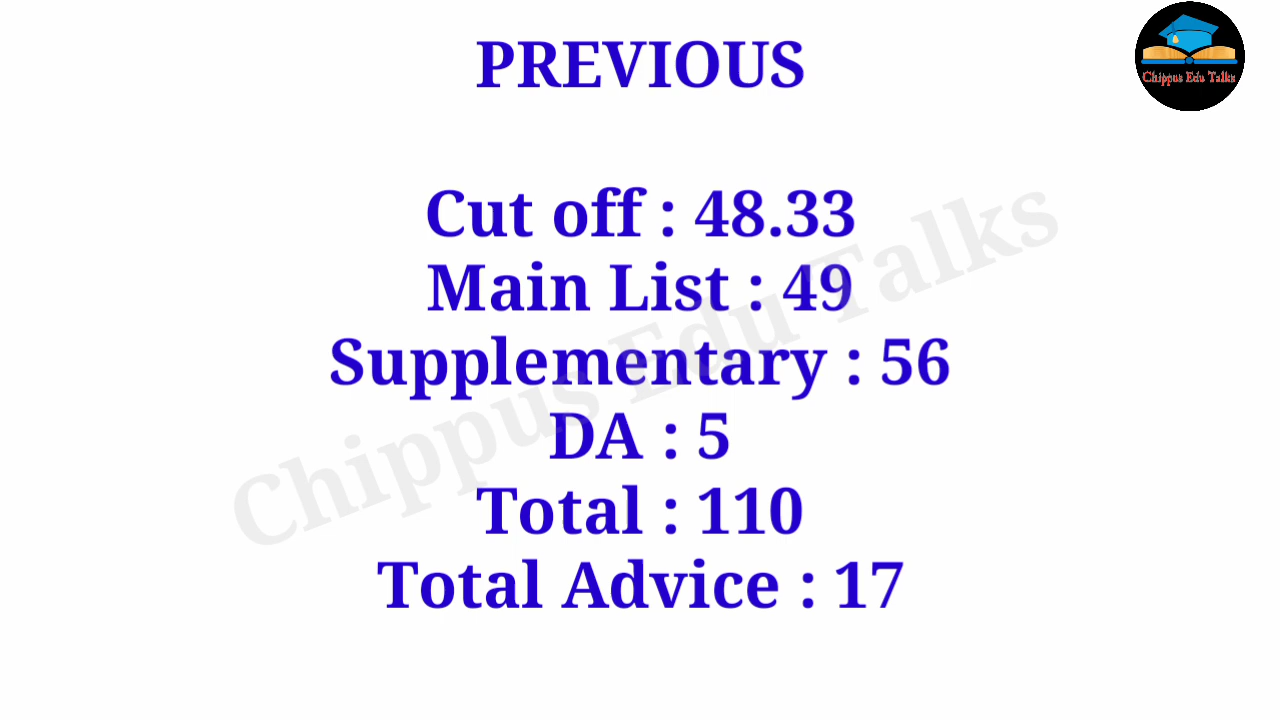 PREVIOUS
Chippus Edu Talks
Cut off : 48.33
Main List : 49
Supplementary : 56
DA : 5
Total : 110
Total Advice : 17
Chippus Edu Talks